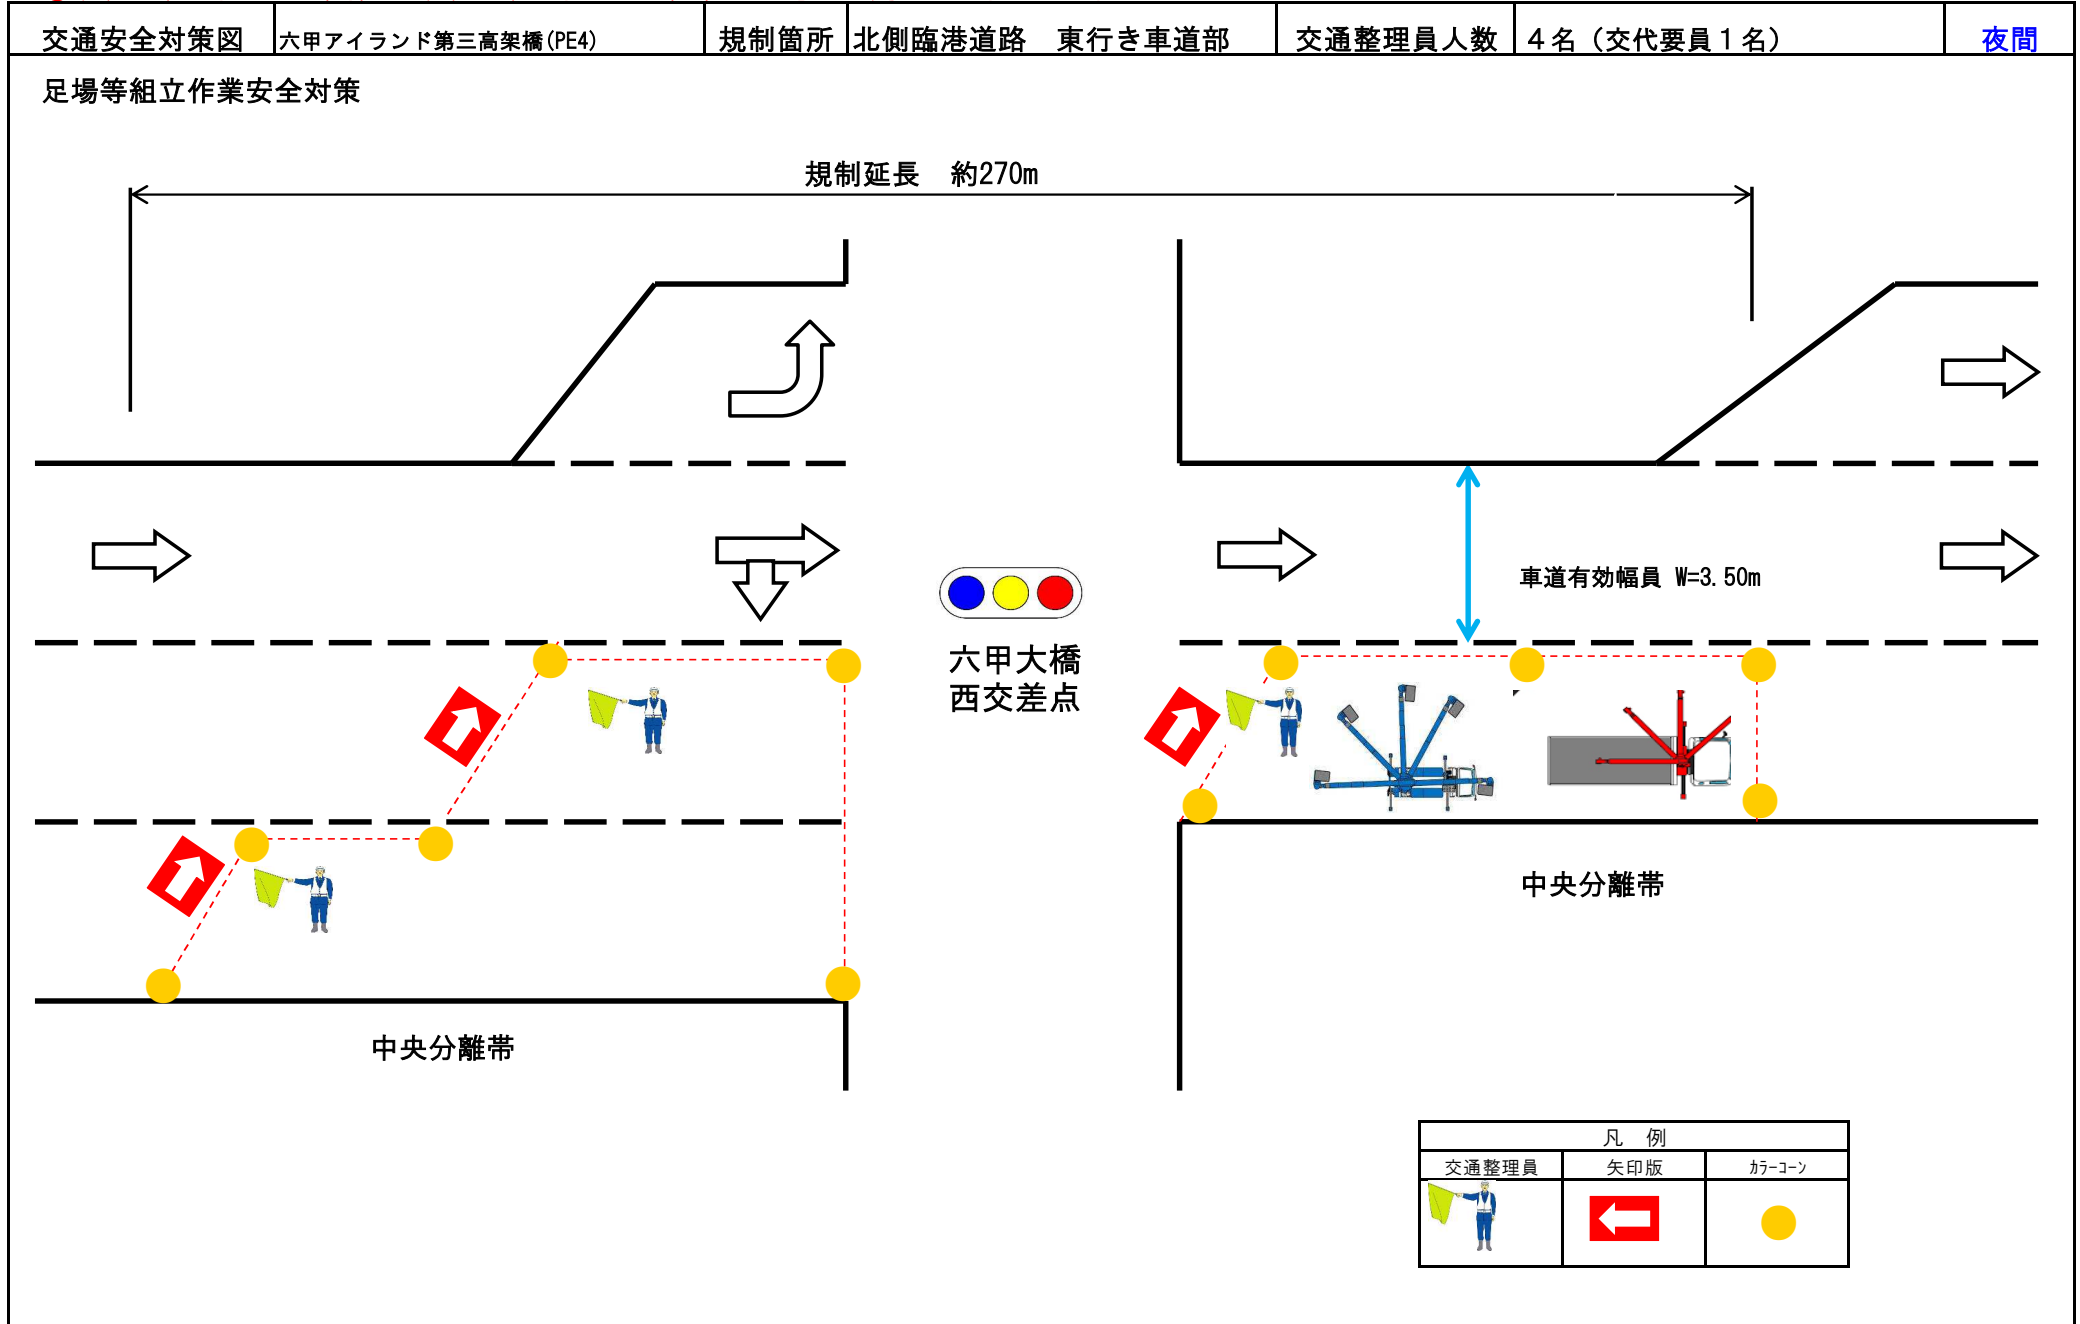 交通安全対策図
六甲アイランド第三高架橋(PE4)
規制箇所
北側臨港道路　東行き車道部
交通整理員人数
４名（交代要員１名）
夜間
足場等組立作業安全対策
規制延長　約270m
車道有効幅員 W=3.50m
六甲大橋
西交差点
中央分離帯
中央分離帯
凡　例
交通整理員
矢印版
ｶﾗｰｺｰﾝ